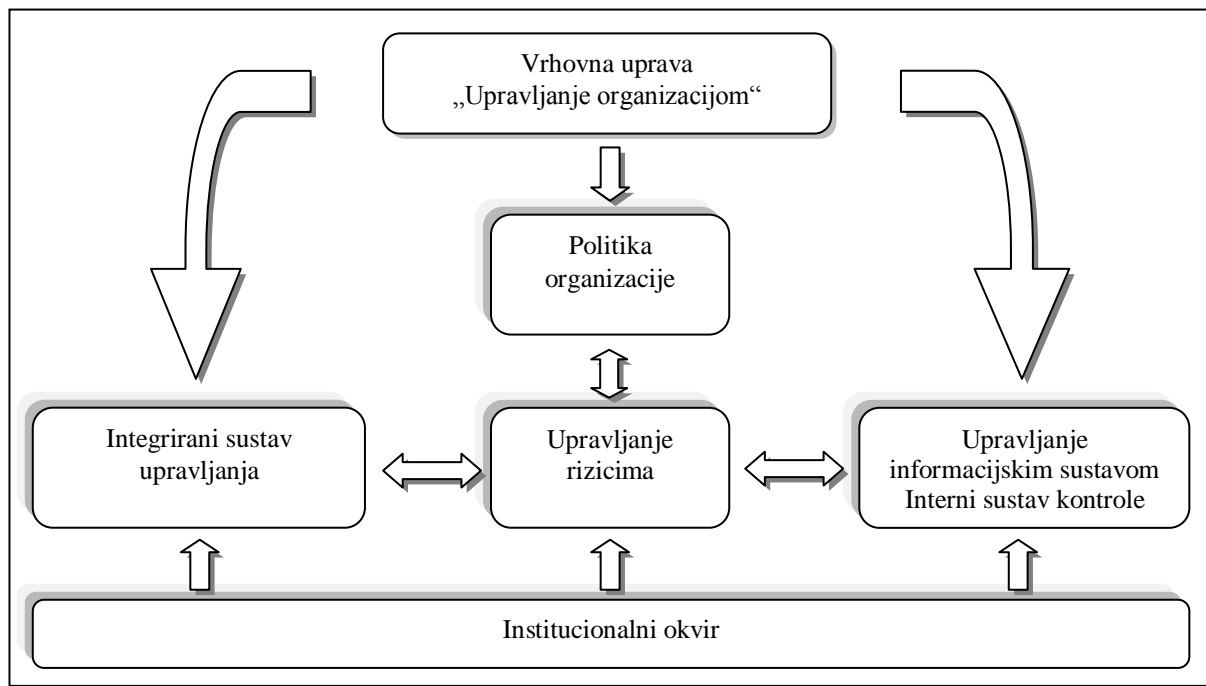 Vrhovna uprava
„Upravljanje organizacijom“
Politika
organizacije
Integrirani sustav
upravljanja
Upravljanje
rizicima
Upravljanje
informacijskim sustavom
Interni sustav kontrole
Institucionalni okvir